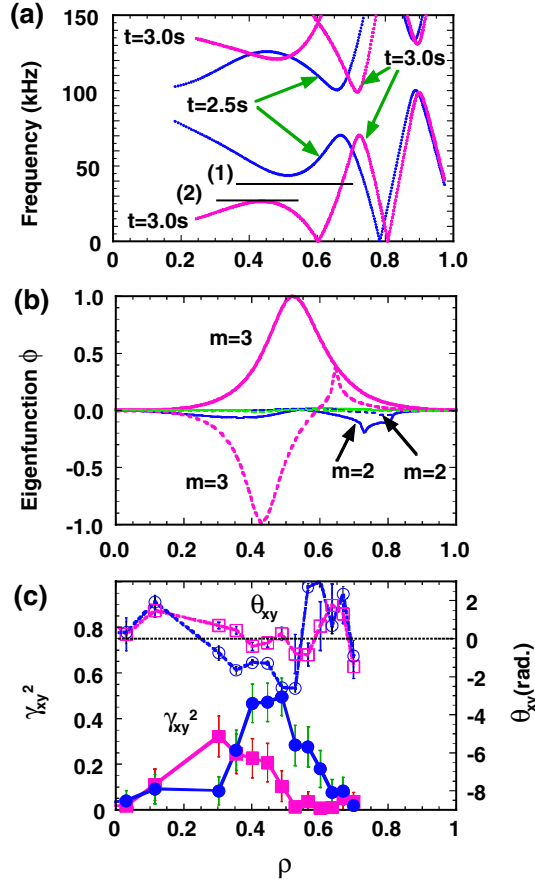 (a)
150
100
50
0
Frequency (kHz)
t=3.0s
t=3.0s
t=2.5s
(1)
(2)
t=3.0s
0 0.2 0.4 0.6 0.8 1.0
(b)
1.0
0.5
0.0
-0.5
-1.0
Eigenfunction ϕ
m=3
m=3
m=2
m=2
0.0 0.2 0.4 0.6 0.8 1.0
(c)
0.8
0.6
0.4
0.2
0
γxy²
θxy
γxy²
2
0
-2
-4
-6
-8
θxy(rad.)
0 0.2 0.4 0.6 0.8 1
ρ